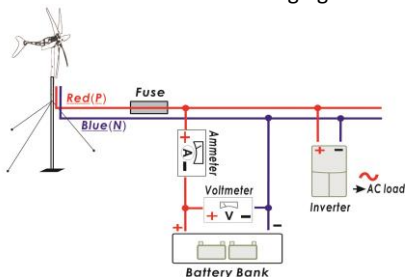 Red(P)
Fuse
Blue(N)
+
A
-
Ammeter
Voltmeter
+ V -
+ -
Battery Bank
+ -
Inverter
AC load